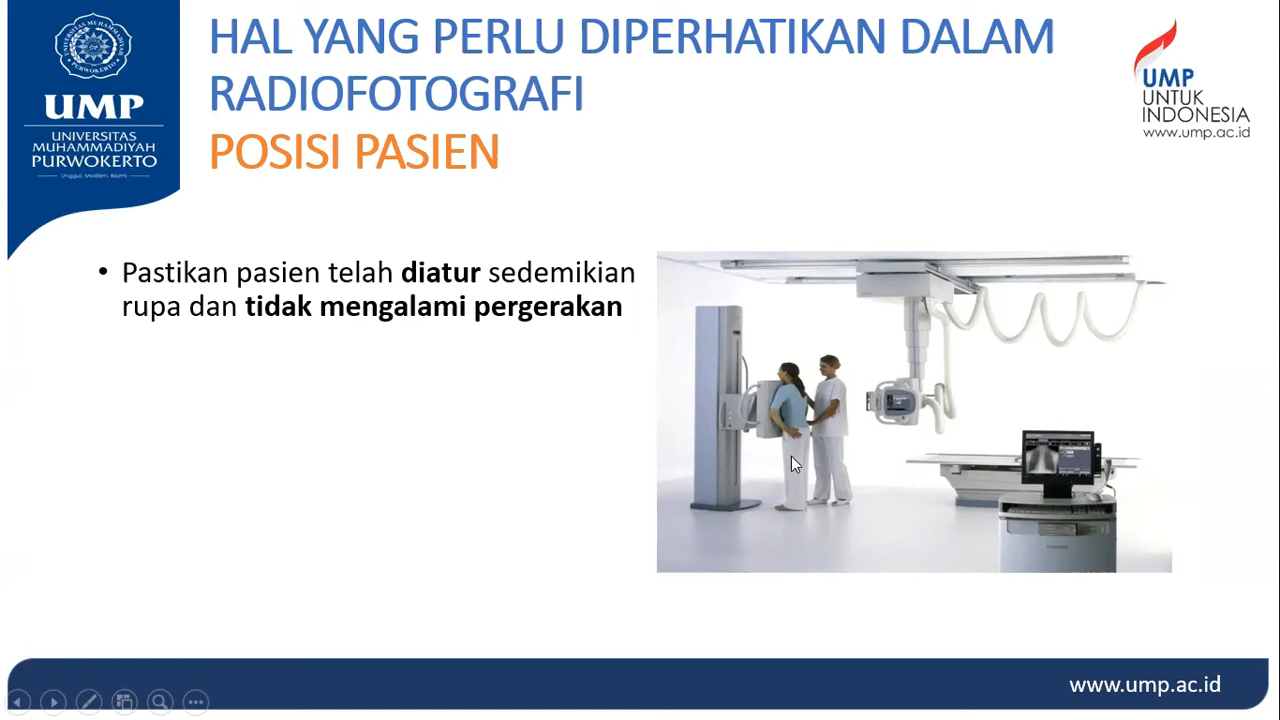 HAL YANG PERLU DIPERHATIKAN DALAM
RADIOFOTOGRAFI
POSISI PASIEN
UMP
UNIVERSITAS
MUHAMMADIYAH
PURWOKERTO
UMP
UNTUK
INDONESIA
www.ump.ac.id
• Pastikan pasien telah diatur sedemikian
rupa dan tidak mengalami pergerakan
www.ump.ac.id